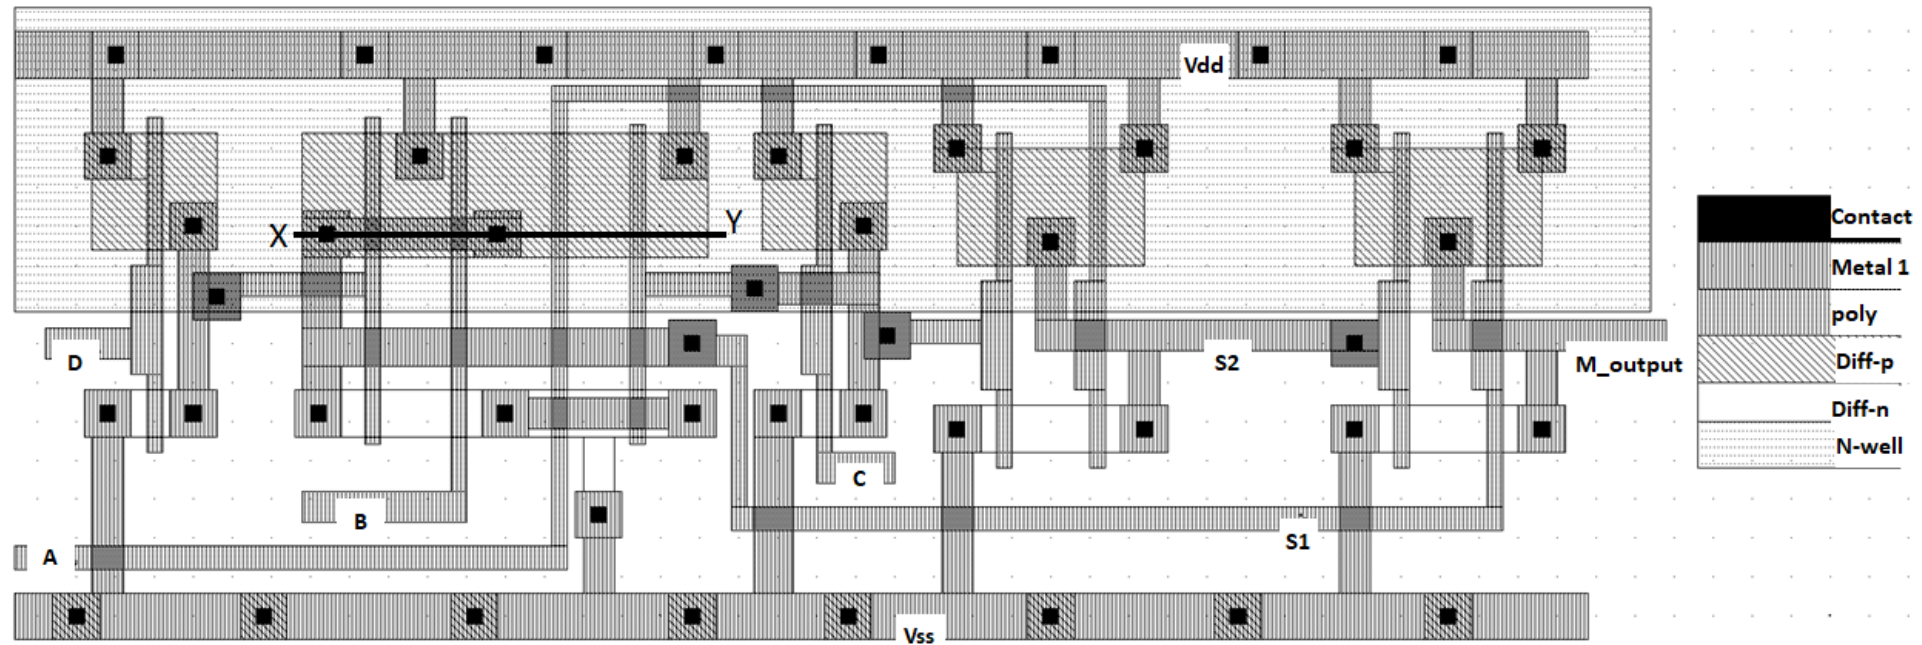 Vdd
X
Y
Contact
Metal 1
poly
Diff-p
Diff-n
N-well
D
S2
M_output
C
B
A
S1
Vss